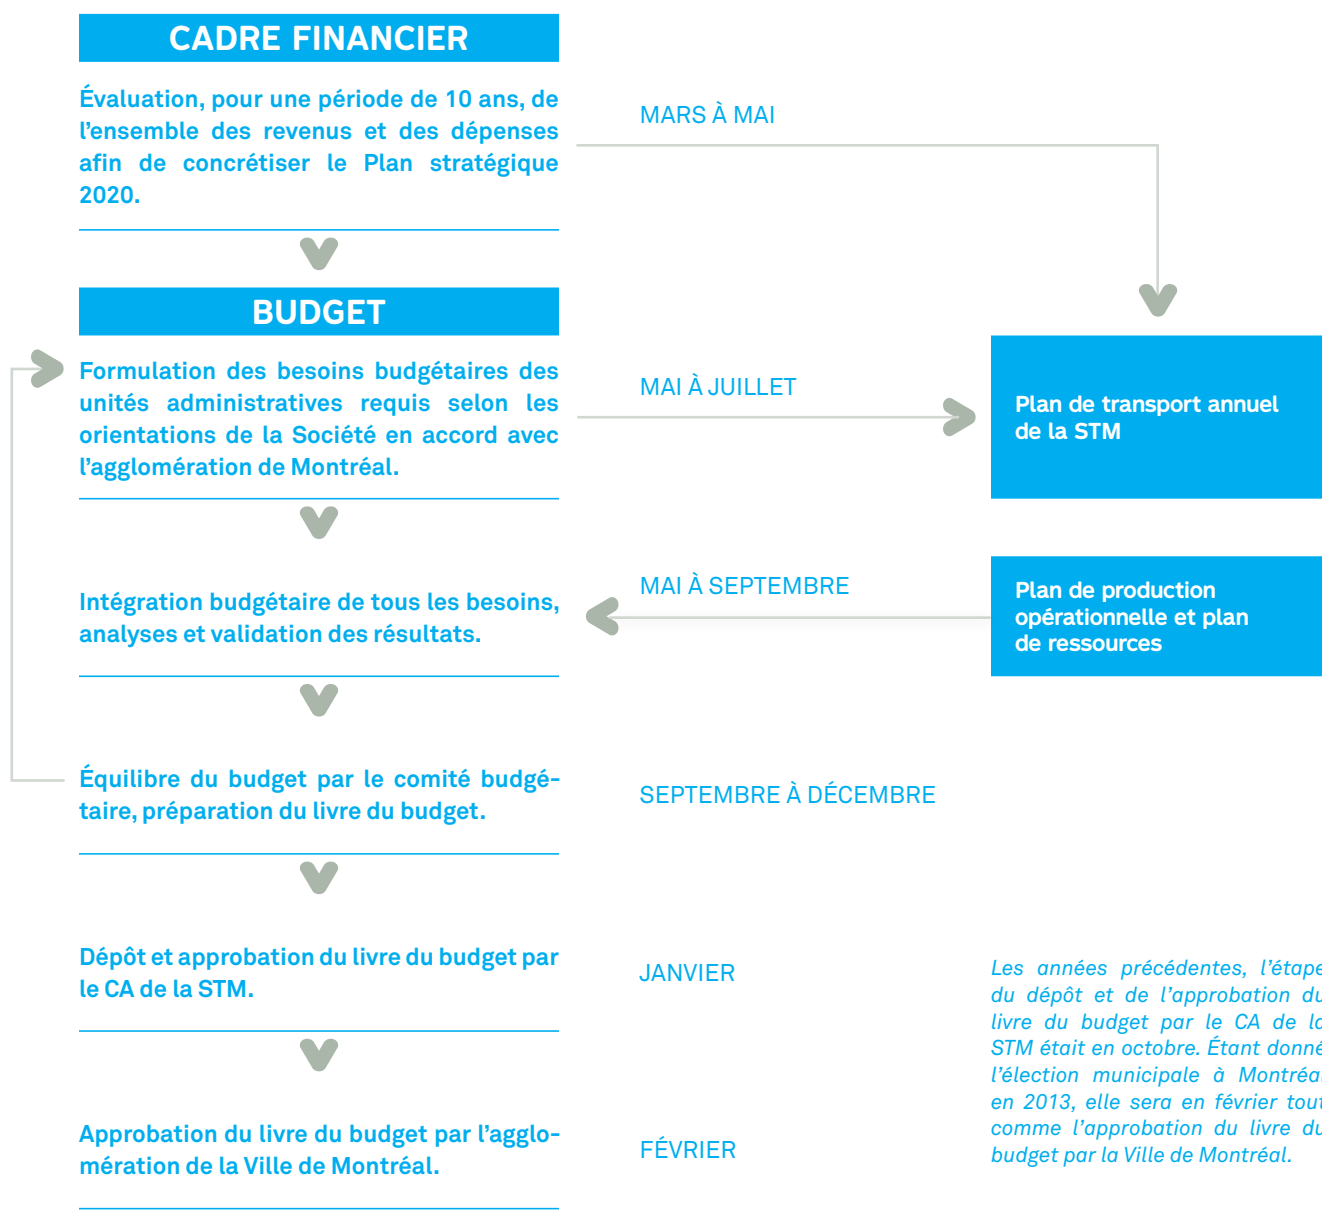 CADRE FINANCIER
Évaluation, pour une période de 10 ans, de
l’ensemble des revenus et des dépenses
afin de concrétiser le Plan stratégique
2020.
MARS À MAI
BUDGET
Formulation des besoins budgétaires des
unités administratives requis selon les
orientations de la Société en accord avec
l’agglomération de Montréal.
MAI À JUILLET
Plan de transport annuel
de la STM
Intégration budgétaire de tous les besoins,
analyses et validation des résultats.
MAI À SEPTEMBRE
Plan de production
opérationnelle et plan
de ressources
Équilibre du budget par le comité budgé-
taire, préparation du livre du budget.
SEPTEMBRE À DÉCEMBRE
Dépôt et approbation du livre du budget par
le CA de la STM.
JANVIER
Les années précédentes, l’étape
du dépôt et de l’approbation du
livre du budget par le CA de la
STM était en octobre. Étant donné
l’élection municipale à Montréal
en 2013, elle sera en février tout
comme l’approbation du livre du
budget par la Ville de Montréal.
Approbation du livre du budget par l’agglo-
mération de la Ville de Montréal.
FÉVRIER